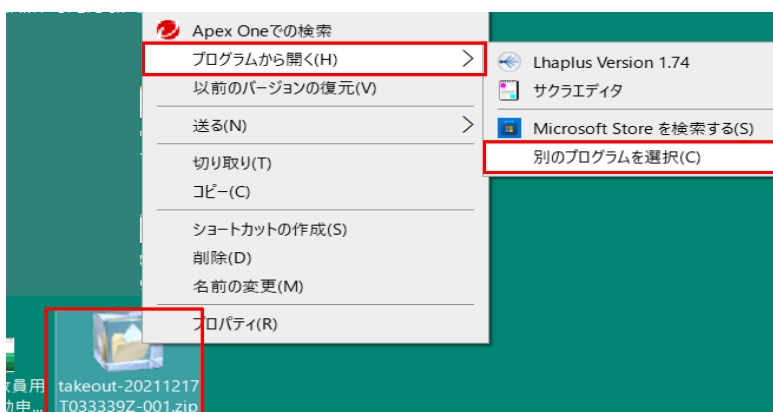 Apex Oneでの検索
プログラムから開く(H)
以前のバージョンの復元(V)
送る(N)
切り取り(T)
コピー(C)
ショートカットの作成(S)
削除(D)
名前の変更(M)
プロパティ(R)
Lhaplus Version 1.74
サクラエディタ
Microsoft Store を検索する(S)
別のプログラムを選択(C)
員用
申...
takeout-20211217
T033339Z-001.zip